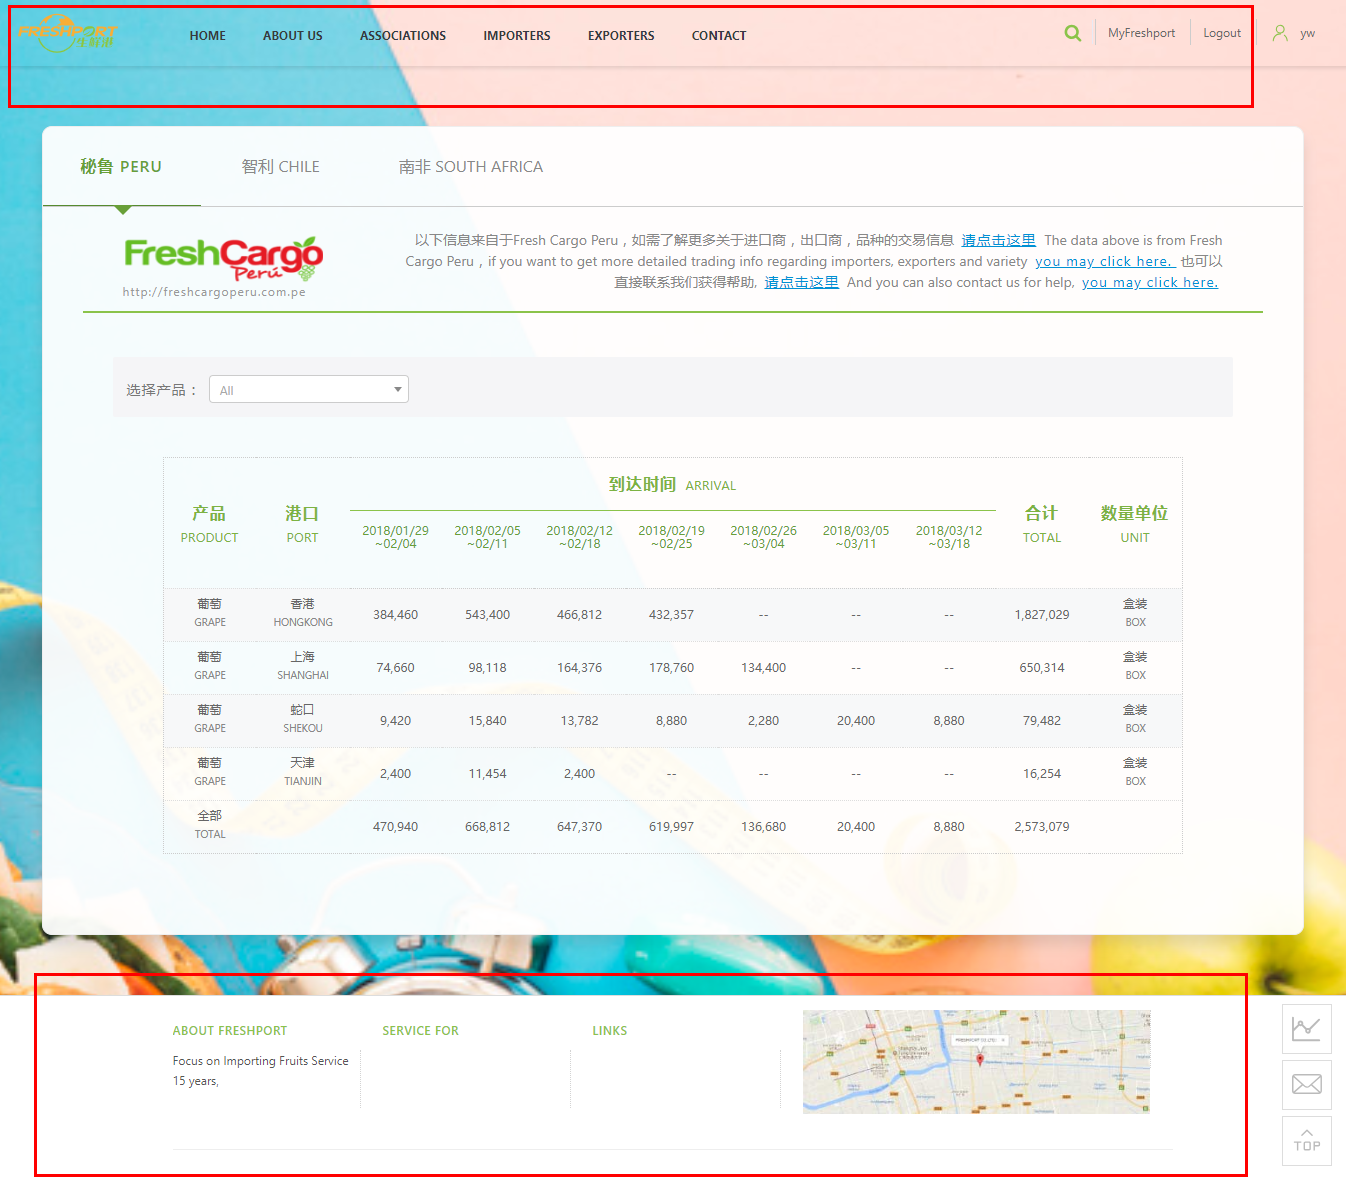 FRESHPORT
生鲜港
HOME ABOUT US ASSOCIATIONS IMPORTERS EXPORTERS CONTACT MyFreshport Logout yw
秘鲁 PERU 智利 CHILE 南非 SOUTH AFRICA
FreshCargo
Perú
http://freshcargoperu.com.pe
以下信息来自于Fresh Cargo Peru，如需了解更多关于进口商，出口商，品种的交易信息 请点击这里 The data above is from Fresh
Cargo Peru，if you want to get more detailed trading info regarding importers, exporters and variety you may click here. 也可以
直接联系我们获得帮助, 请点击这里 And you can also contact us for help, you may click here.
选择产品： All
到达时间 ARRIVAL
产品 港口 合计 数量单位
PRODUCT PORT TOTAL UNIT
2018/01/29 2018/02/05 2018/02/12 2018/02/19 2018/02/26 2018/03/05 2018/03/12
~02/04 ~02/11 ~02/18 ~02/25 ~03/04 ~03/11 ~03/18
葡萄 香港 盒装
384,460 543,400 466,812 432,357 -- -- -- 1,827,029
GRAPE HONGKONG BOX
葡萄 上海 盒装
74,660 98,118 164,376 178,760 134,400 -- -- 650,314
GRAPE SHANGHAI BOX
葡萄 蛇口 盒装
9,420 15,840 13,782 8,880 2,280 20,400 8,880 79,482
GRAPE SHEKOU BOX
葡萄 天津 盒装
2,400 11,454 2,400 -- -- -- -- 16,254
GRAPE TIANJIN BOX
全部
470,940 668,812 647,370 619,997 136,680 20,400 8,880 2,573,079
TOTAL
ABOUT FRESHPORT SERVICE FOR LINKS
Focus on Importing Fruits Service
15 years,
FRESHPORT CO LTD
TOP